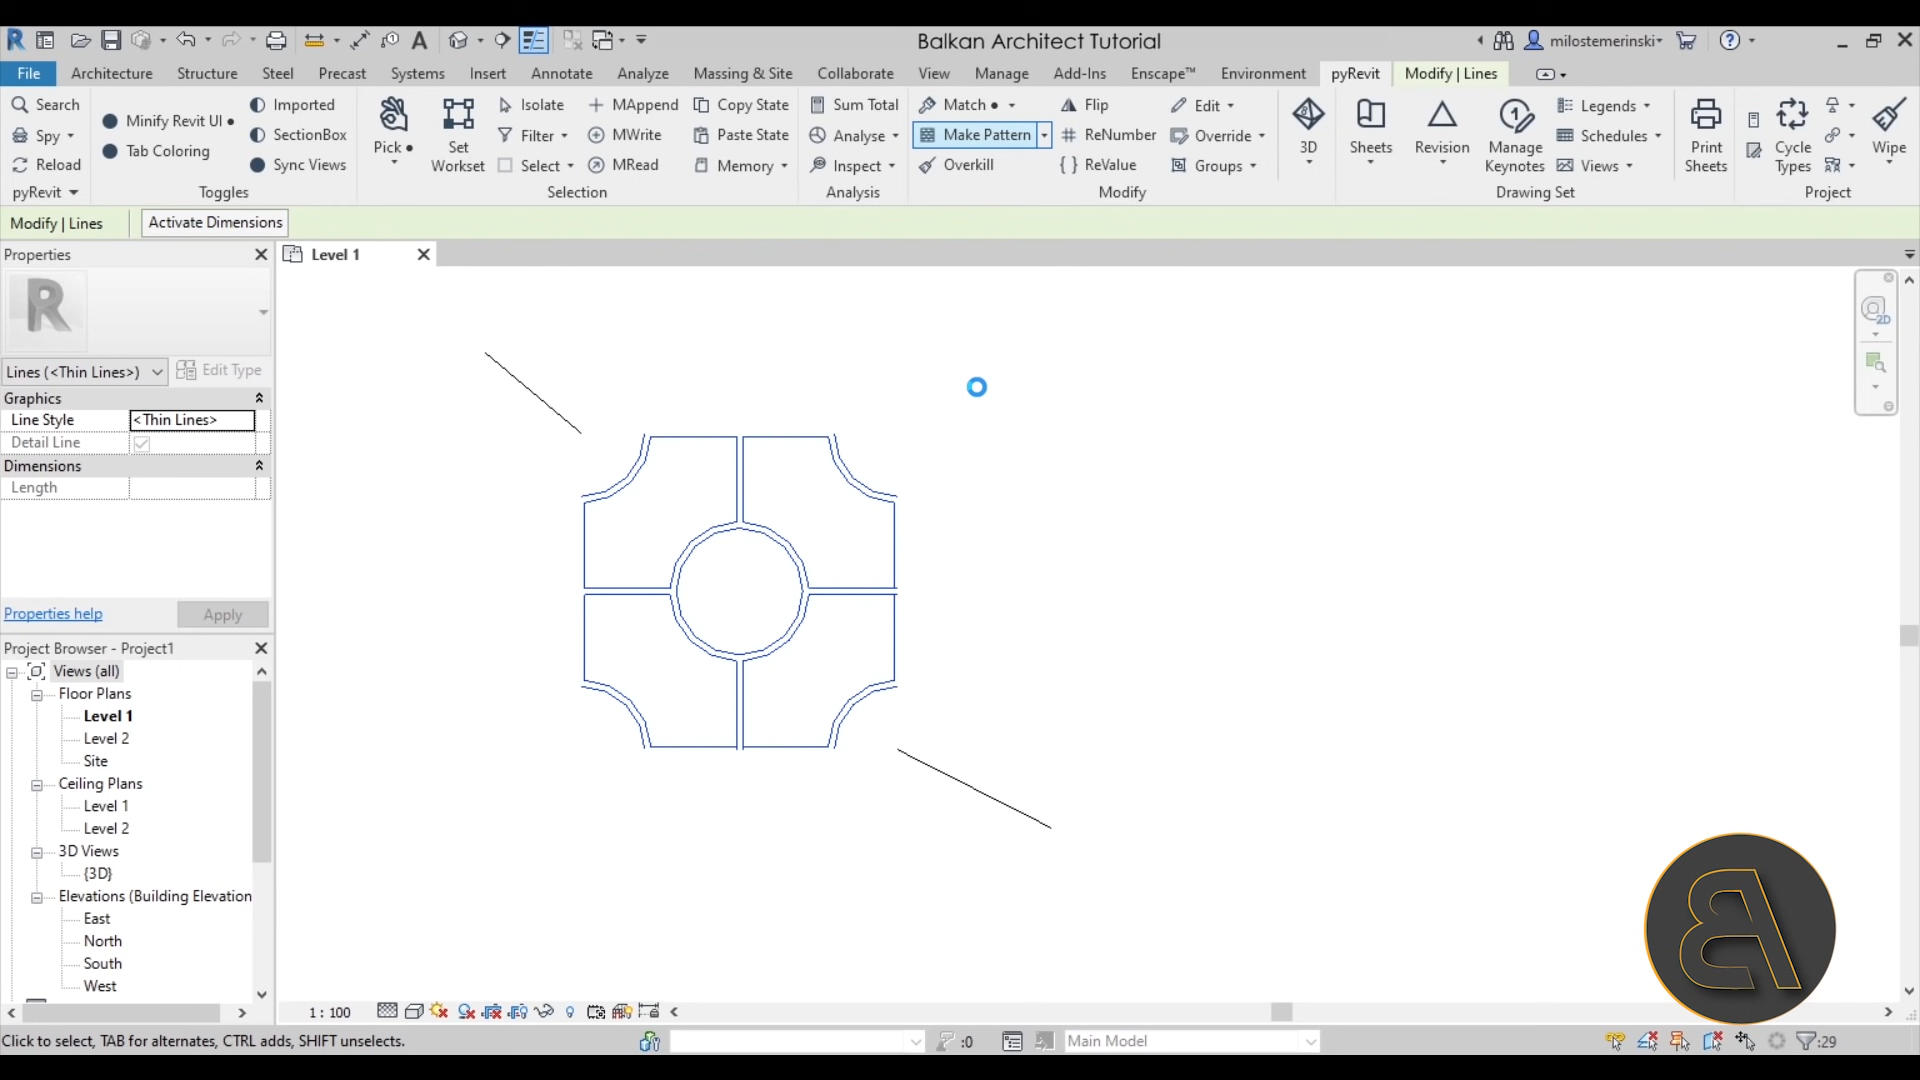 Balkan Architect Tutorial
milostemerinski
File Architecture Structure Steel Precast Systems Insert Annotate Analyze Massing & Site Collaborate View Manage Add-Ins Enscape™ Environment pyRevit Modify | Lines
Search
Spy
Reload
pyRevit
Minify Revit UI
Tab Coloring
Imported
SectionBox
Sync Views
Toggles
Pick
Set Workset
Isolate
Filter
Select
MAppend
MWrite
MRead
Copy State
Paste State
Memory
Selection
Sum Total
Analyse
Inspect
Analysis
Match
Make Pattern
Overkill
Flip
ReNumber
ReValue
Edit
Override
Groups
Modify
3D
Sheets
Revision
Manage Keynotes
Legends
Schedules
Views
Drawing Set
Print Sheets
Cycle Types
Wipe
Project
Modify | Lines
Activate Dimensions
Properties
Level 1
R
Lines (<Thin Lines>)
Edit Type
Graphics
Line Style <Thin Lines>
Detail Line
Dimensions
Length
Properties help
Apply
Project Browser - Project1
Views (all)
Floor Plans
Level 1
Level 2
Site
Ceiling Plans
Level 1
Level 2
3D Views
{3D}
Elevations (Building Elevation
East
North
South
West
2D
1 : 100
Click to select, TAB for alternates, CTRL adds, SHIFT unselects.
:0
Main Model
:29